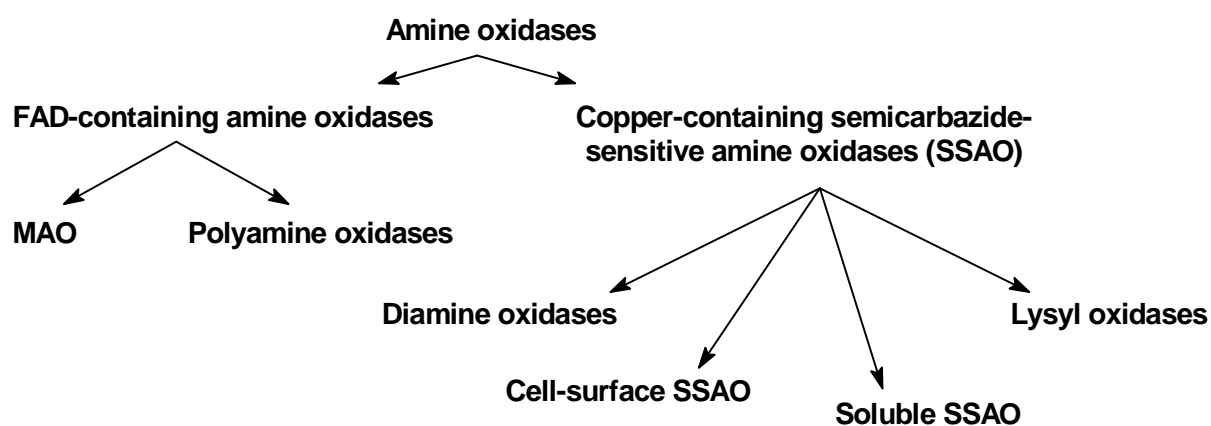 Amine oxidases
FAD-containing amine oxidases
Copper-containing semicarbazide-
sensitive amine oxidases (SSAO)
MAO
Polyamine oxidases
Diamine oxidases
Lysyl oxidases
Cell-surface SSAO
Soluble SSAO